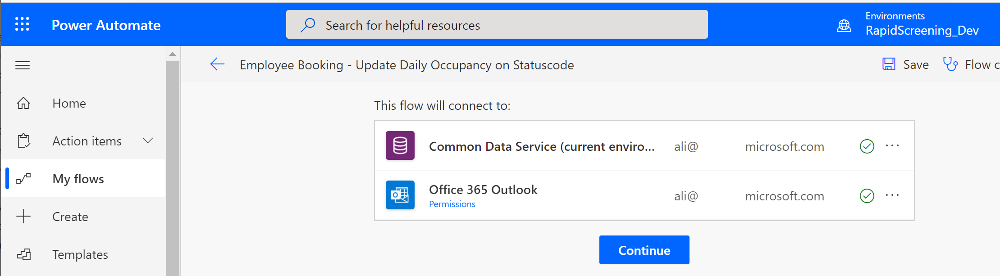 Power Automate
Search for helpful resources
Environments
RapidScreening_Dev
Employee Booking - Update Daily Occupancy on Statuscode
Save
Flow c
Home
Action items
My flows
Create
Templates
This flow will connect to:
Common Data Service (current enviro...
ali@ microsoft.com
Office 365 Outlook
Permissions
ali@ microsoft.com
Continue